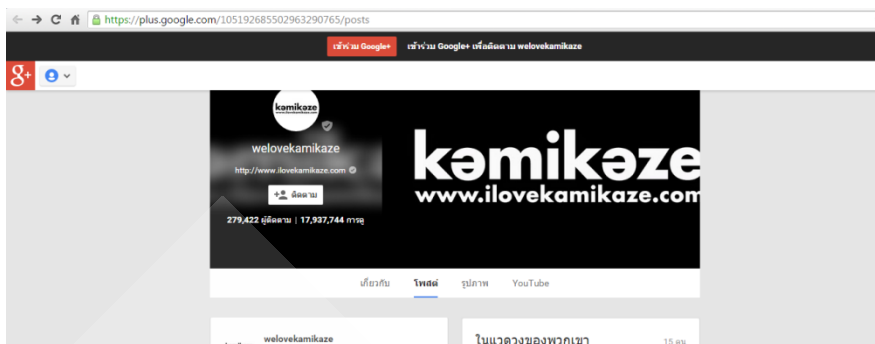 https://plus.google.com/105192685502963290765/posts
เข้าร่วม Google+ เข้าร่วม Google+ เพื่อติดตาม welovekamikaze
g+
kamikaze
welovekamikaze
http://www.ilovekamikaze.com
ติดตาม
279,422 ผู้ติดตาม | 17,937,744 การดู
kəmikəze
www.ilovekamikaze.com
เกี่ยวกับ โพสต์ รูปภาพ YouTube
welovekamikaze
ในแวดวงของพวกเขา 15 คน